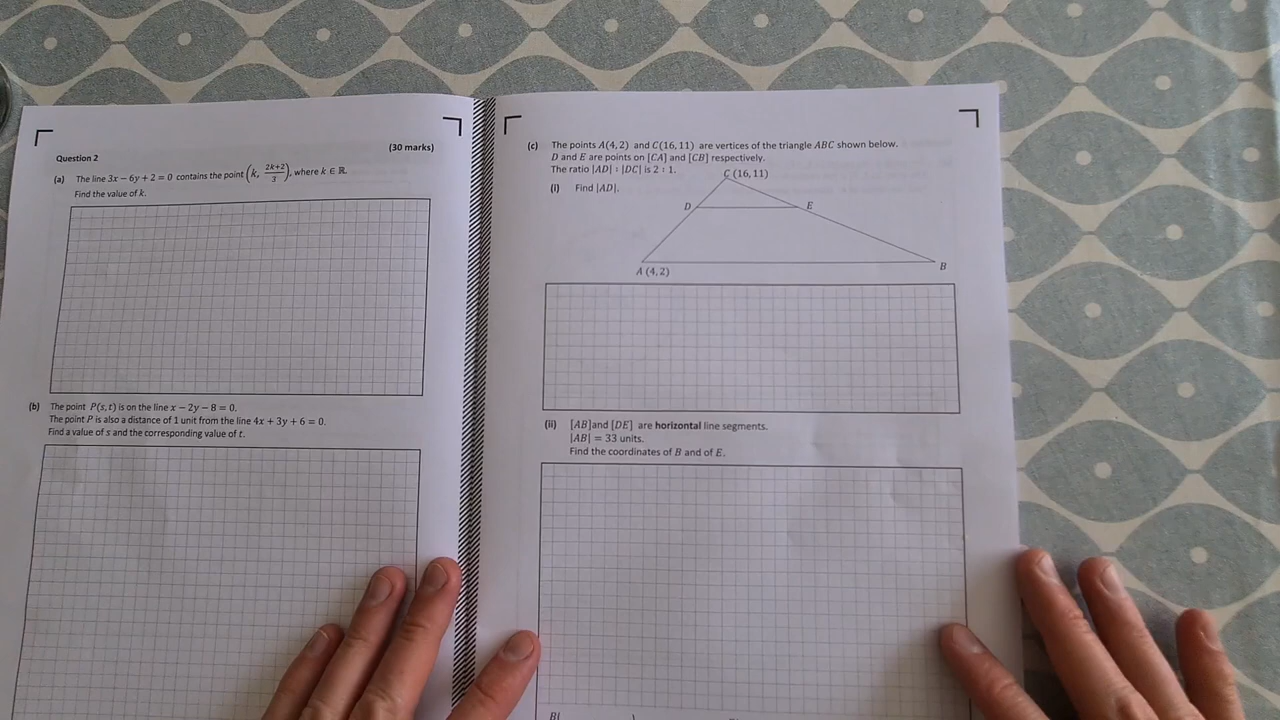 Question 2
(30 marks)
(a) The line 3x − 6y + 2 = 0 contains the point (k, (2k+2)/3), where k ∈ ℝ.
Find the value of k.
(b) The point P(s, t) is on the line x − 2y − 8 = 0.
The point P is also a distance of 1 unit from the line 4x + 3y + 6 = 0.
Find a value of s and the corresponding value of t.
(c) The points A(4, 2) and C(16, 11) are vertices of the triangle ABC shown below.
D and E are points on [CA] and [CB] respectively.
The ratio |AD| : |DC| is 2 : 1.
(i) Find |AD|.
C (16, 11)
D
E
A (4, 2)
B
(ii) [AB]and [DE] are horizontal line segments.
|AB| = 33 units.
Find the coordinates of B and of E.
B( )